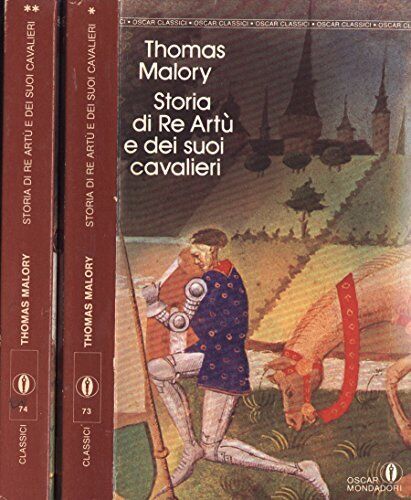 CI • OSCAR CLASSICI • OSCAR CLASSICI • OSCAR CLASSICI •
Thomas
Malory
Storia
di Re Artù
e dei suoi
cavalieri
OSCAR
MONDADORI
CLASSICI 74 THOMAS MALORY STORIA DI RE ARTÙ E DEI SUOI CAVALIERI **
CLASSICI 73 THOMAS MALORY STORIA DI RE ARTÙ E DEI SUOI CAVALIERI *